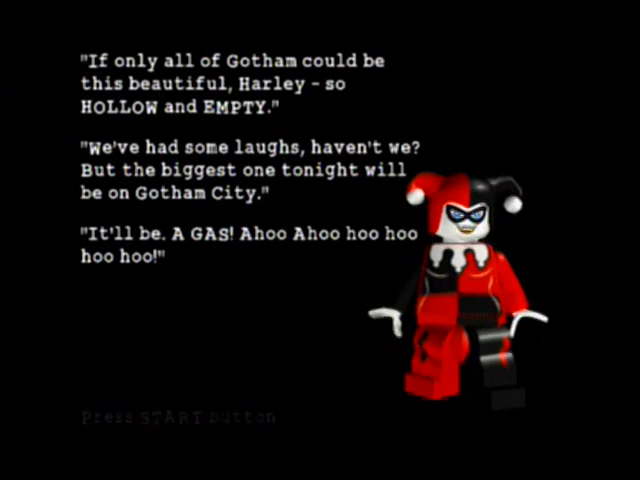 "If only all of Gotham could be
this beautiful, Harley - so
HOLLOW and EMPTY."
"We've had some laughs, haven't we?
But the biggest one tonight will
be on Gotham City."
"It'll be. A GAS! Ahoo Ahoo hoo hoo
hoo hoo!"
Press START button